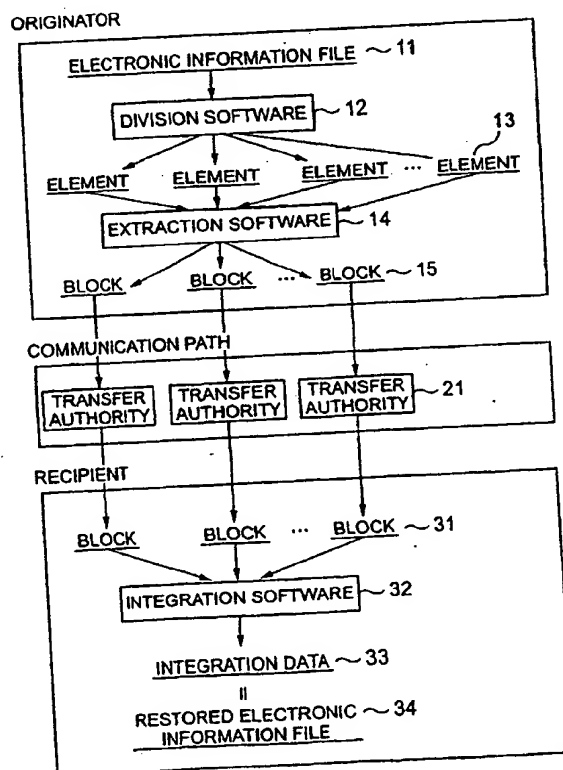 ORIGINATOR
ELECTRONIC INFORMATION FILE ~11
DIVISION SOFTWARE ~12
13
ELEMENT ELEMENT ELEMENT ... ELEMENT
EXTRACTION SOFTWARE ~14
BLOCK BLOCK ... BLOCK ~15
COMMUNICATION PATH
TRANSFER AUTHORITY TRANSFER AUTHORITY TRANSFER AUTHORITY ~21
RECIPIENT
BLOCK BLOCK ... BLOCK ~31
INTEGRATION SOFTWARE ~32
INTEGRATION DATA ~33
=
RESTORED ELECTRONIC ~34
INFORMATION FILE